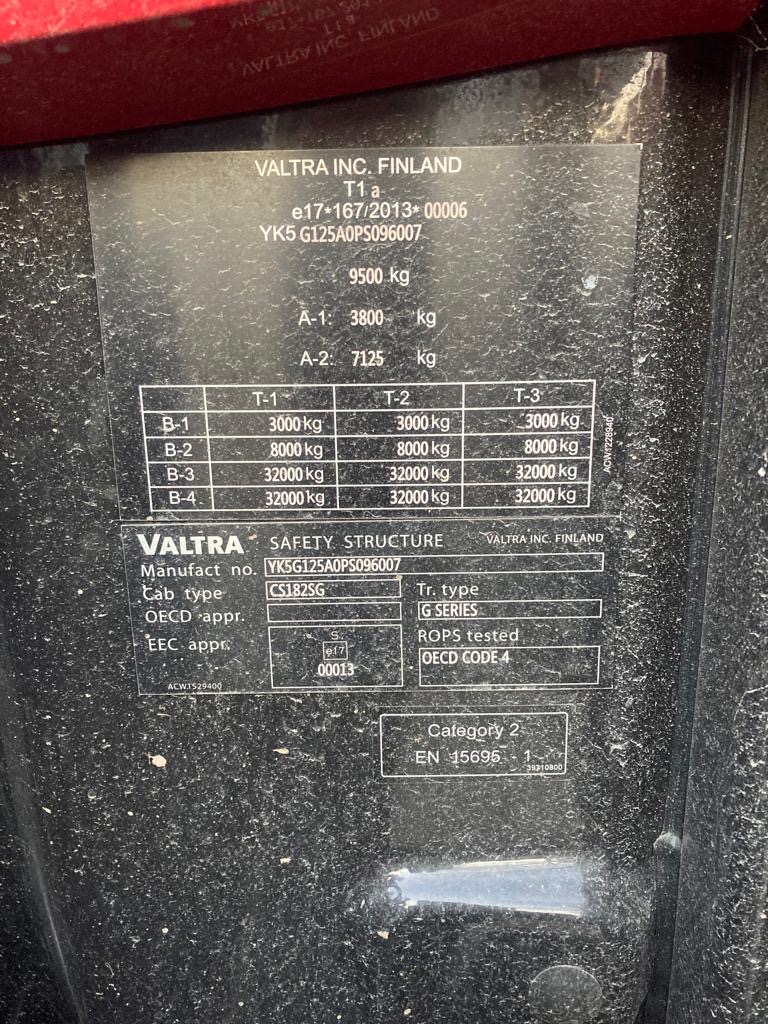 VALTRA INC. FINLAND
T1 a
e17*167/2013* 00006
YK5 G125A0PS096007
9500 kg
A-1: 3800 kg
A-2: 7125 kg
T-1 T-2 T-3
B-1 3000 kg 3000 kg 3000 kg
B-2 8000 kg 8000 kg 8000 kg
B-3 32000 kg 32000 kg 32000 kg
B-4 32000 kg 32000 kg 32000 kg
ACW1228940
VALTRA SAFETY STRUCTURE VALTRA INC. FINLAND
Manufact no. YK5G125A0PS096007
Cab type CS182SG Tr. type
OECD appr. G SERIES
EEC appr. S ROPS tested
e17 OECD CODE 4
00013
ACW1529400
Category 2
EN 15695 - 1
39710800